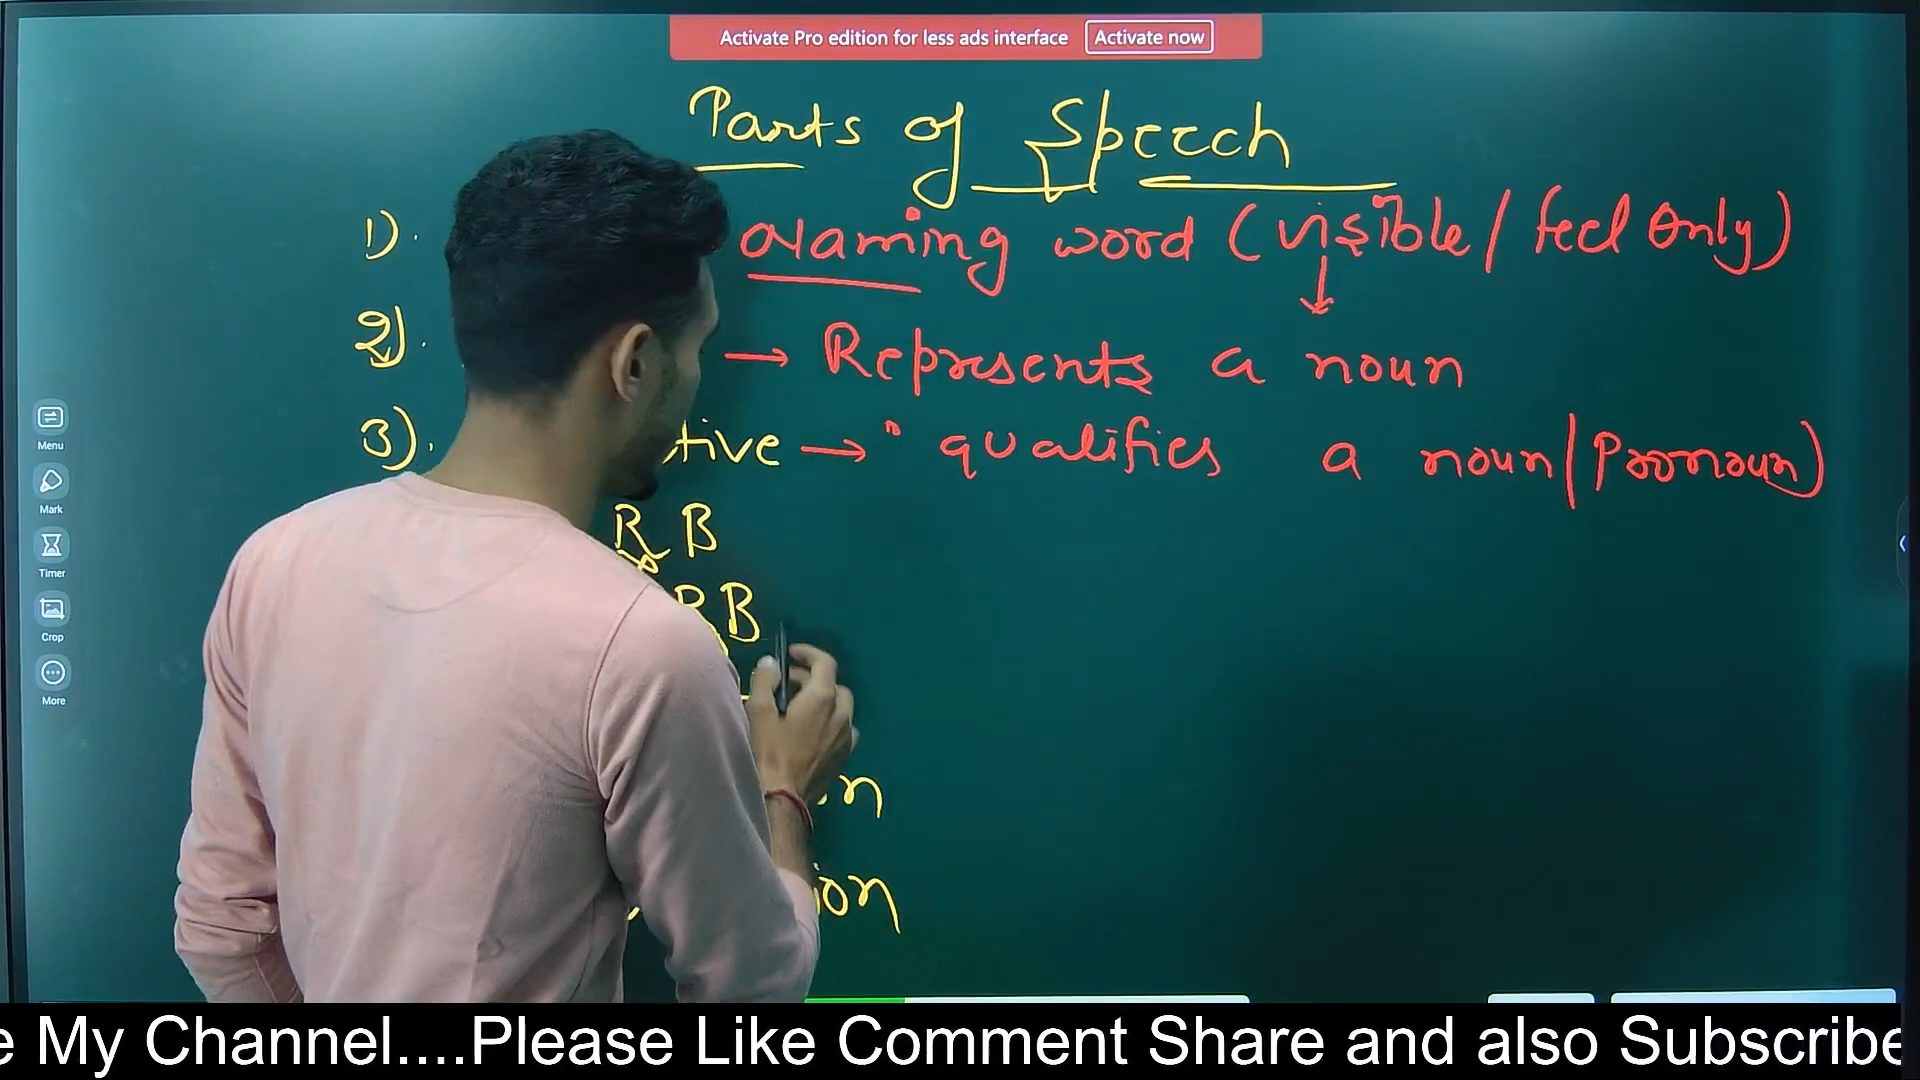 Activate Pro edition for less ads interface Activate now
Parts of Speech
1). Naming word (visible / feel only)
2). → Represents a noun
3). tive → qualifies a noun / Pronoun)
R B
R B
n
ion
Menu
Mark
Timer
Crop
More
e My Channel....Please Like Comment Share and also Subscribe